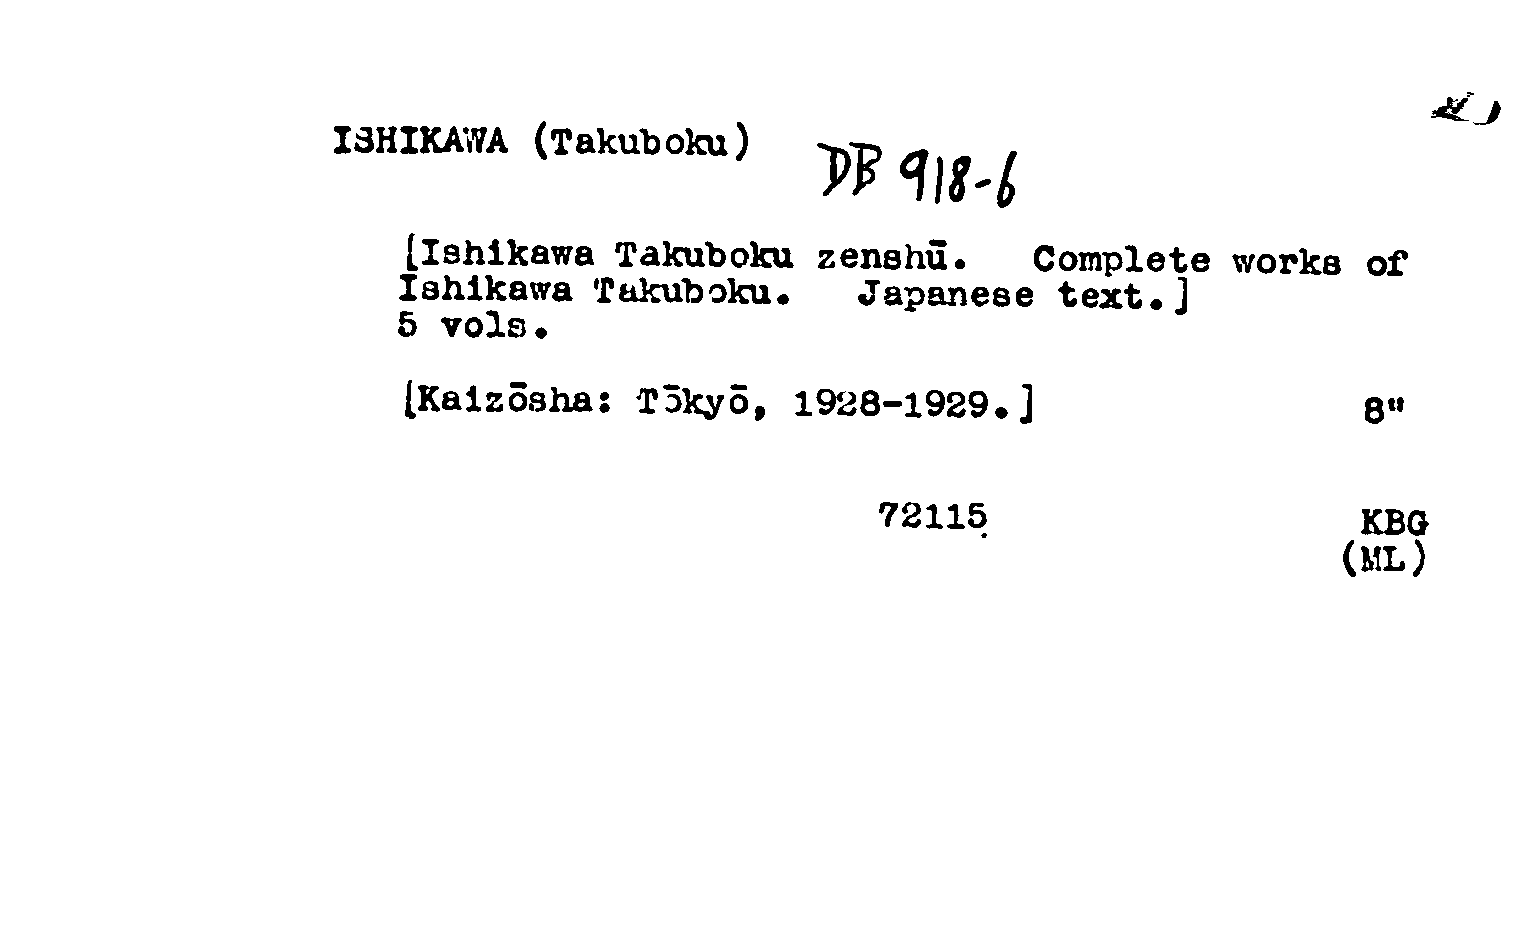 ISHIKAWA (Takuboku)
DB 918-6
[Ishikawa Takuboku zenshū. Complete works of
Ishikawa Takuboku. Japanese text.]
5 vols.
[Kaizōsha: Tōkyō, 1928-1929.] 8"
72115 KBG
(ML)